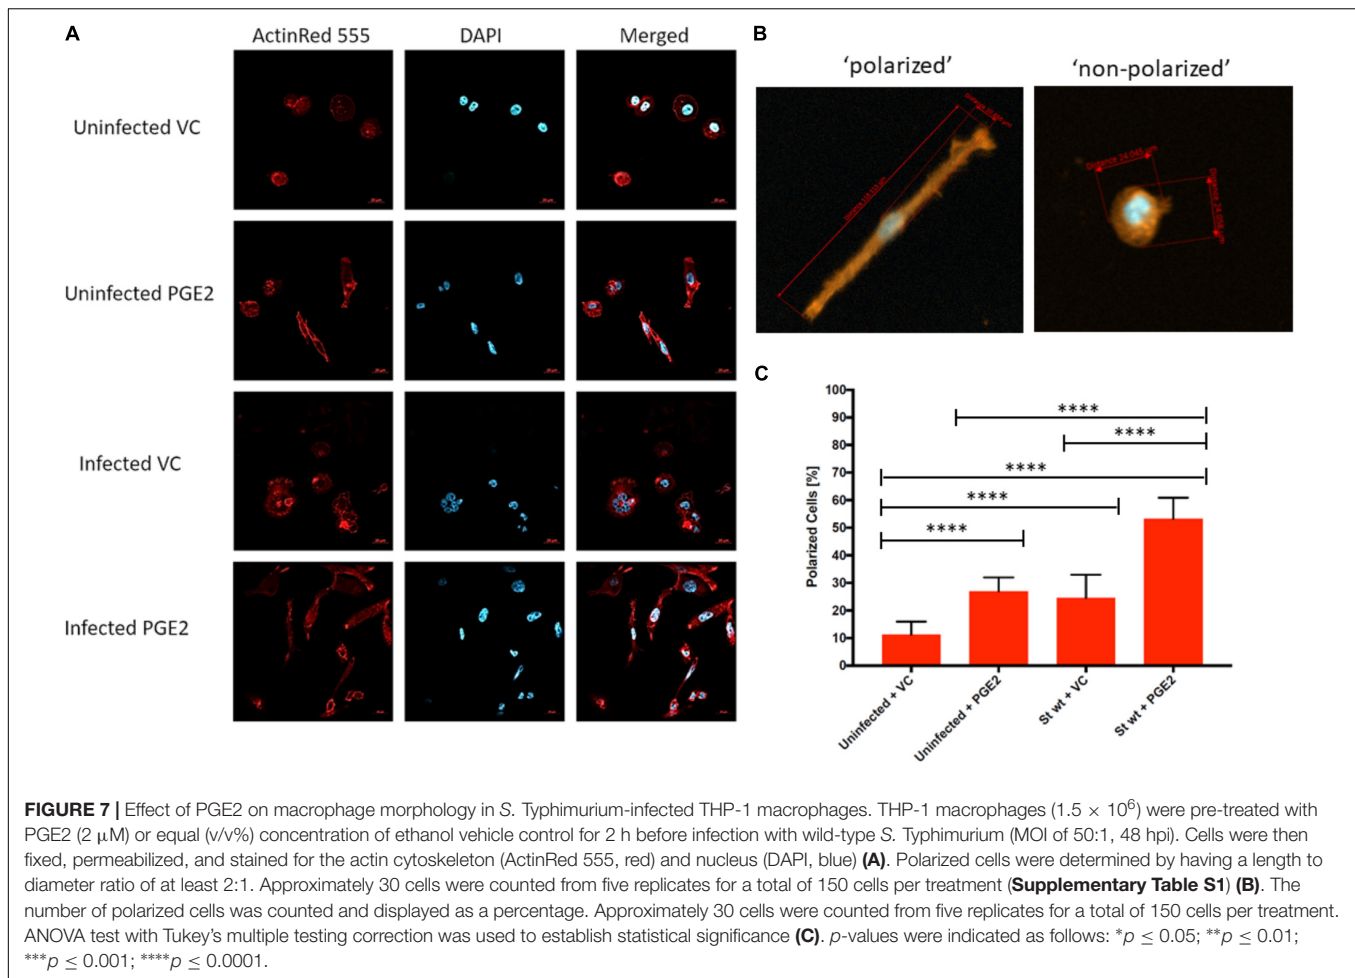 A
ActinRed 555
DAPI
Merged
Uninfected VC
Uninfected PGE2
Infected VC
Infected PGE2
B
'polarized'
'non-polarized'
Distance 24.045 µm
Distance 24.058 µm
C
Polarized Cells [%]
100
90
80
70
60
50
40
30
20
10
0
****
****
****
****
****
Uninfected + VC
Uninfected + PGE2
St wt + VC
St wt + PGE2
FIGURE 7 | Effect of PGE2 on macrophage morphology in S. Typhimurium-infected THP-1 macrophages. THP-1 macrophages (1.5 × 10⁶) were pre-treated with
PGE2 (2 μM) or equal (v/v%) concentration of ethanol vehicle control for 2 h before infection with wild-type S. Typhimurium (MOI of 50:1, 48 hpi). Cells were then
fixed, permeabilized, and stained for the actin cytoskeleton (ActinRed 555, red) and nucleus (DAPI, blue) (A). Polarized cells were determined by having a length to
diameter ratio of at least 2:1. Approximately 30 cells were counted from five replicates for a total of 150 cells per treatment (Supplementary Table S1) (B). The
number of polarized cells was counted and displayed as a percentage. Approximately 30 cells were counted from five replicates for a total of 150 cells per treatment.
ANOVA test with Tukey's multiple testing correction was used to establish statistical significance (C). p-values were indicated as follows: *p ≤ 0.05; **p ≤ 0.01;
***p ≤ 0.001; ****p ≤ 0.0001.